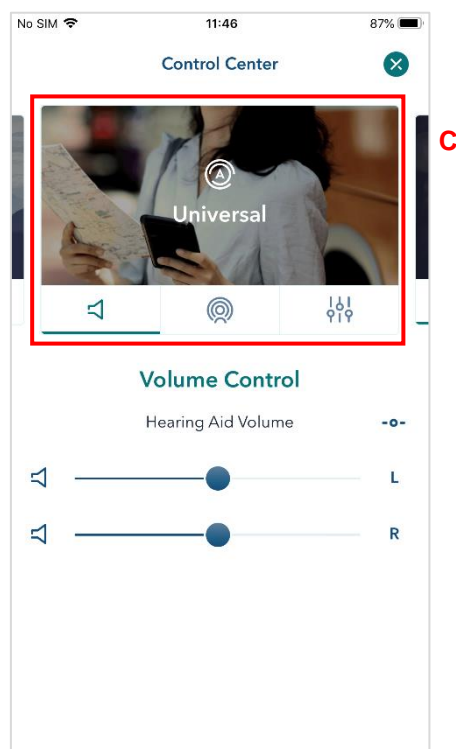 No SIM 11:46 87%
Control Center
C
A
Universal
Volume Control
Hearing Aid Volume
L
R